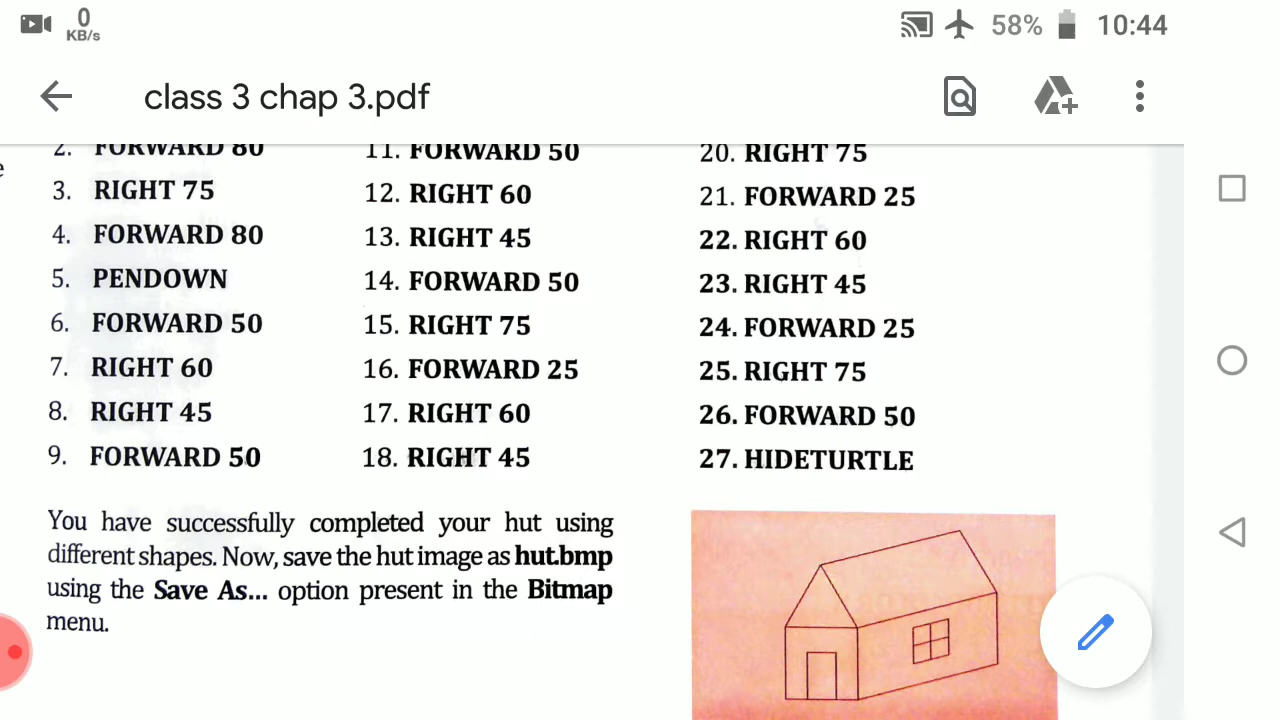 0
KB/s
58%
10:44
class 3 chap 3.pdf
e
2. FORWARD 80
3. RIGHT 75
4. FORWARD 80
5. PENDOWN
6. FORWARD 50
7. RIGHT 60
8. RIGHT 45
9. FORWARD 50
11. FORWARD 50
12. RIGHT 60
13. RIGHT 45
14. FORWARD 50
15. RIGHT 75
16. FORWARD 25
17. RIGHT 60
18. RIGHT 45
20. RIGHT 75
21. FORWARD 25
22. RIGHT 60
23. RIGHT 45
24. FORWARD 25
25. RIGHT 75
26. FORWARD 50
27. HIDETURTLE
You have successfully completed your hut using
different shapes. Now, save the hut image as hut.bmp
using the Save As... option present in the Bitmap
menu.